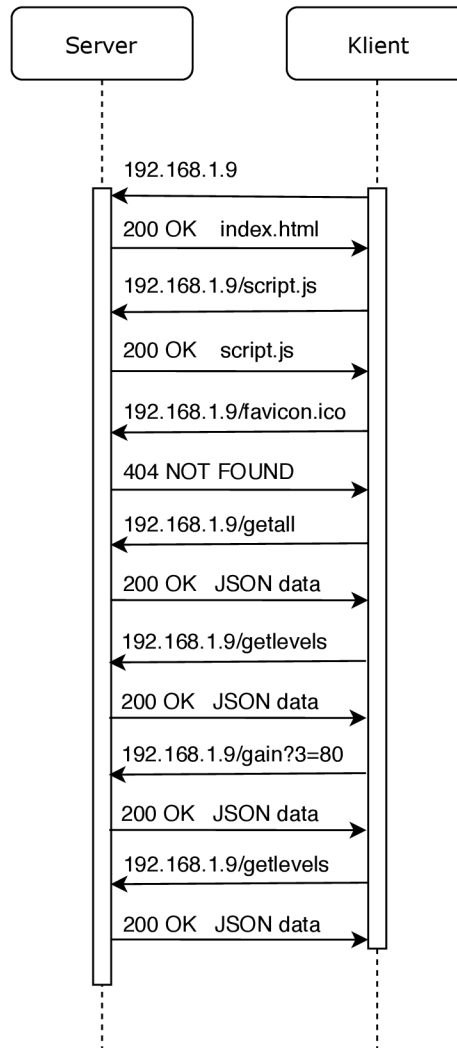 Server
Klient
192.168.1.9
200 OK index.html
192.168.1.9/script.js
200 OK script.js
192.168.1.9/favicon.ico
404 NOT FOUND
192.168.1.9/getall
200 OK JSON data
192.168.1.9/getlevels
200 OK JSON data
192.168.1.9/gain?3=80
200 OK JSON data
192.168.1.9/getlevels
200 OK JSON data